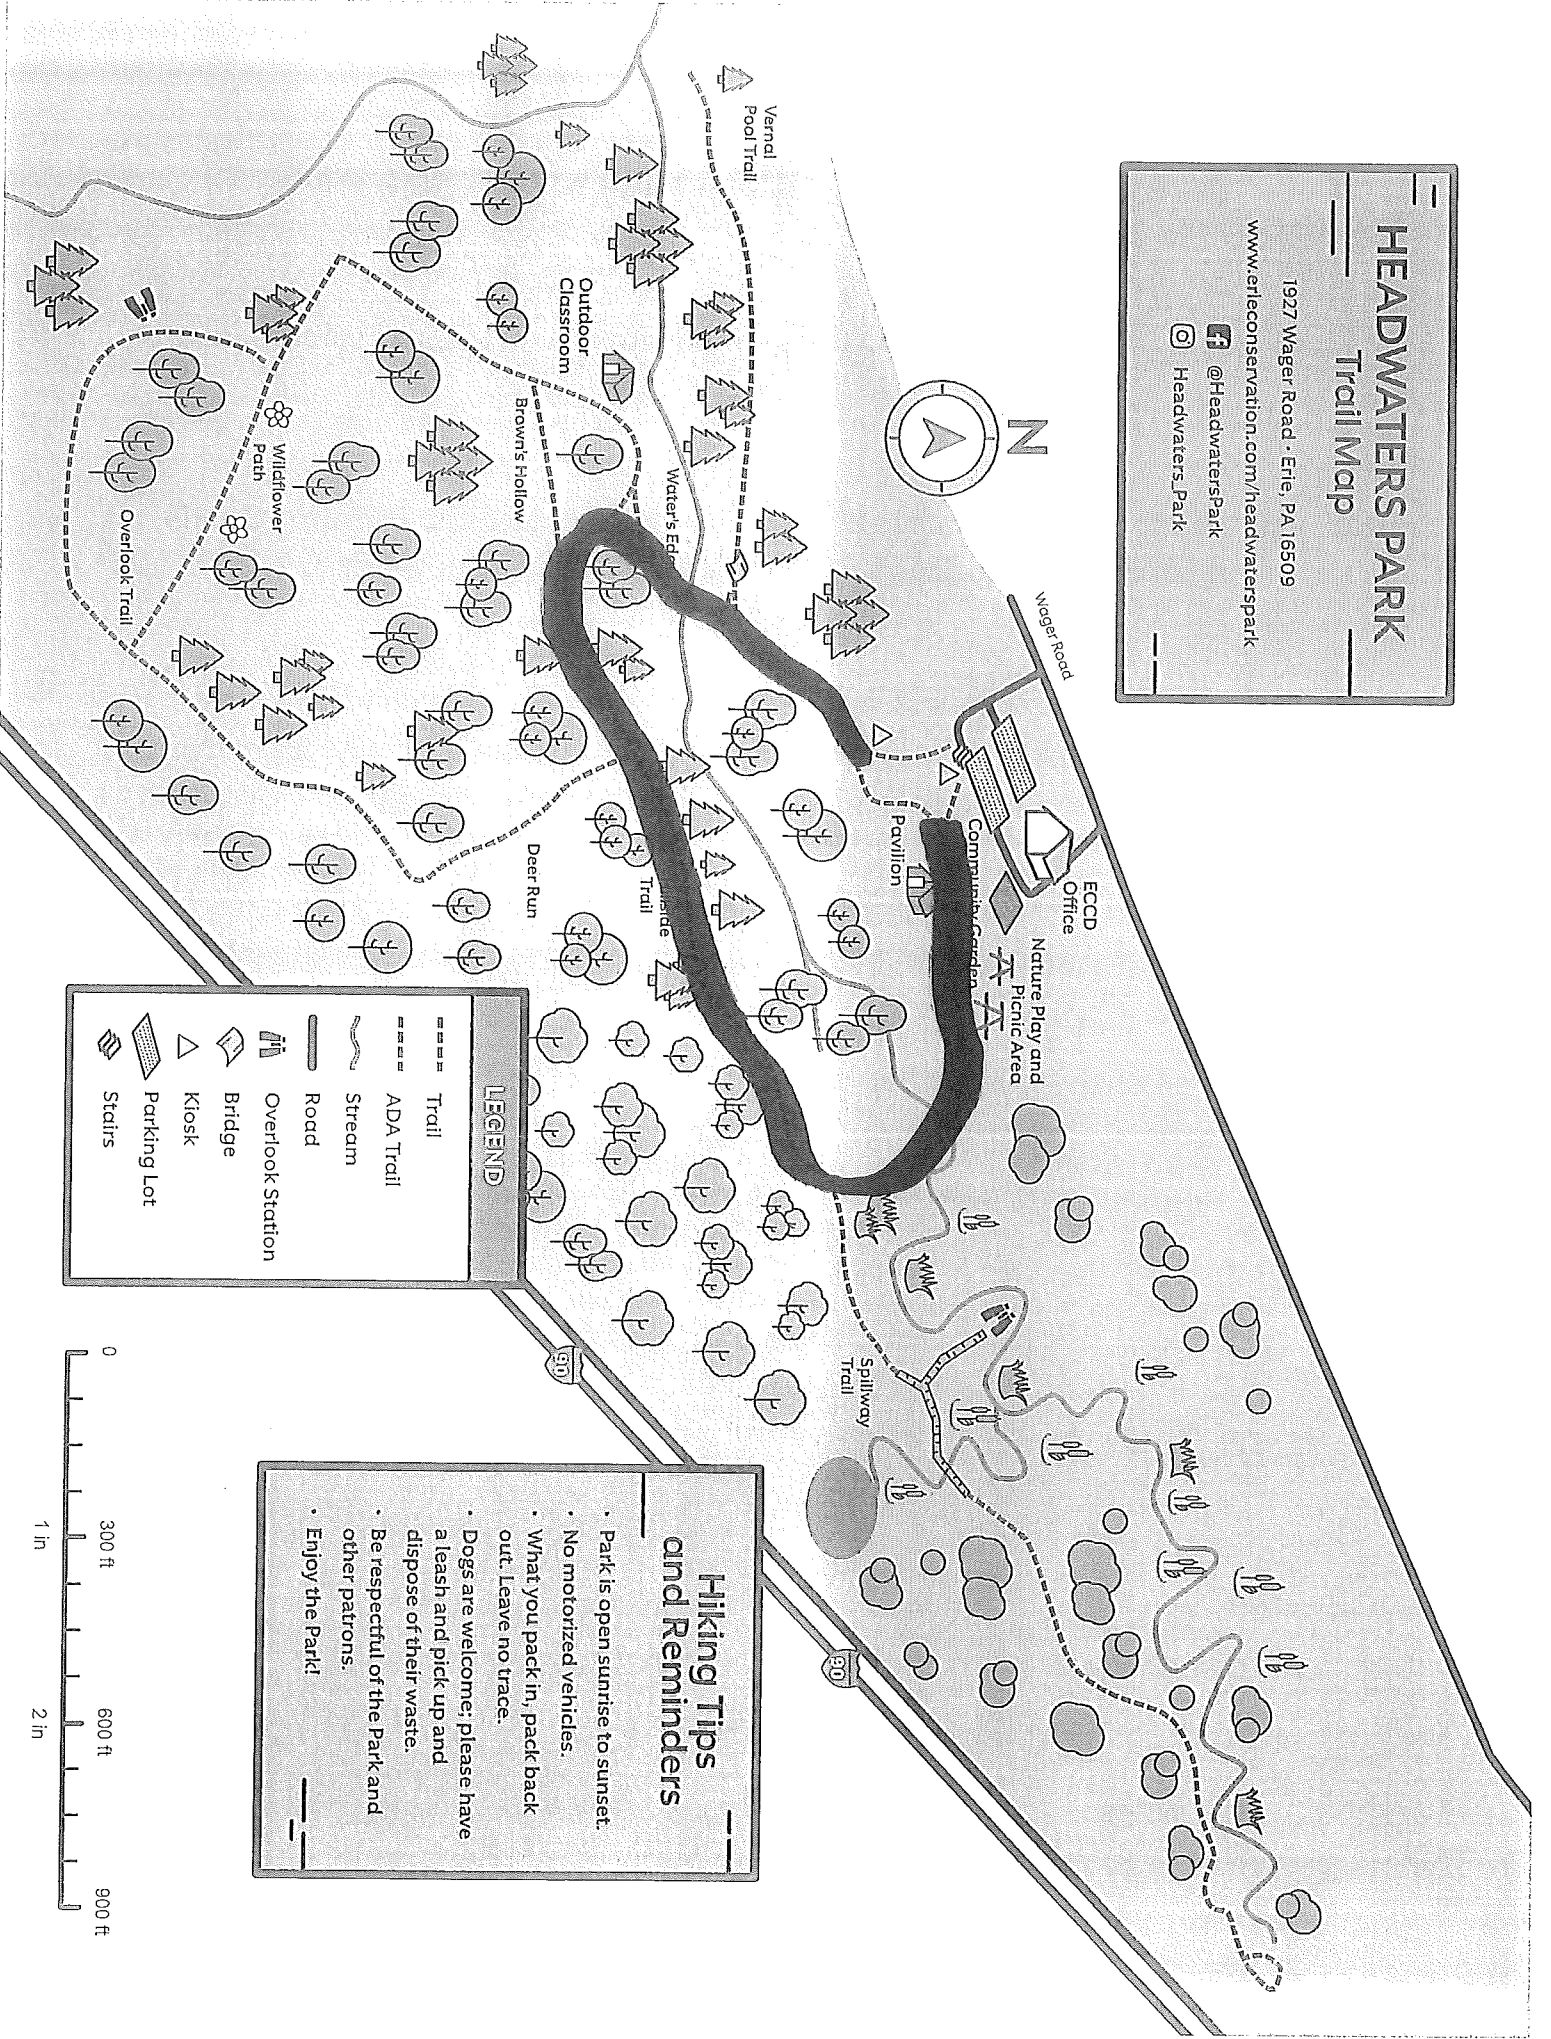 HEADWATERS PARK
Trail Map
1927 Wager Road • Erie, PA 16509
www.erieconservation.com/headwaterspark
@HeadwatersPark
Headwaters_Park
N
Wager Road
ECCD
Office
Nature Play and
Picnic Area
Community Garden
Pavilion
Vernal
Pool Trail
Outdoor
Classroom
Water's Edge
Brown's Hollow
Wildflower
Path
Overlook Trail
Deer Run
Trail
Spillway
Trail
90
90
LEGEND
Trail
ADA Trail
Stream
Road
Overlook Station
Bridge
Kiosk
Parking Lot
Stairs
Hiking Tips
and Reminders
• Park is open sunrise to sunset.
• No motorized vehicles.
• What you pack in, pack back
out. Leave no trace.
• Dogs are welcome; please have
a leash and pick up and
dispose of their waste.
• Be respectful of the Park and
other patrons.
• Enjoy the Park!
0 300 ft 600 ft 900 ft
1 in 2 in